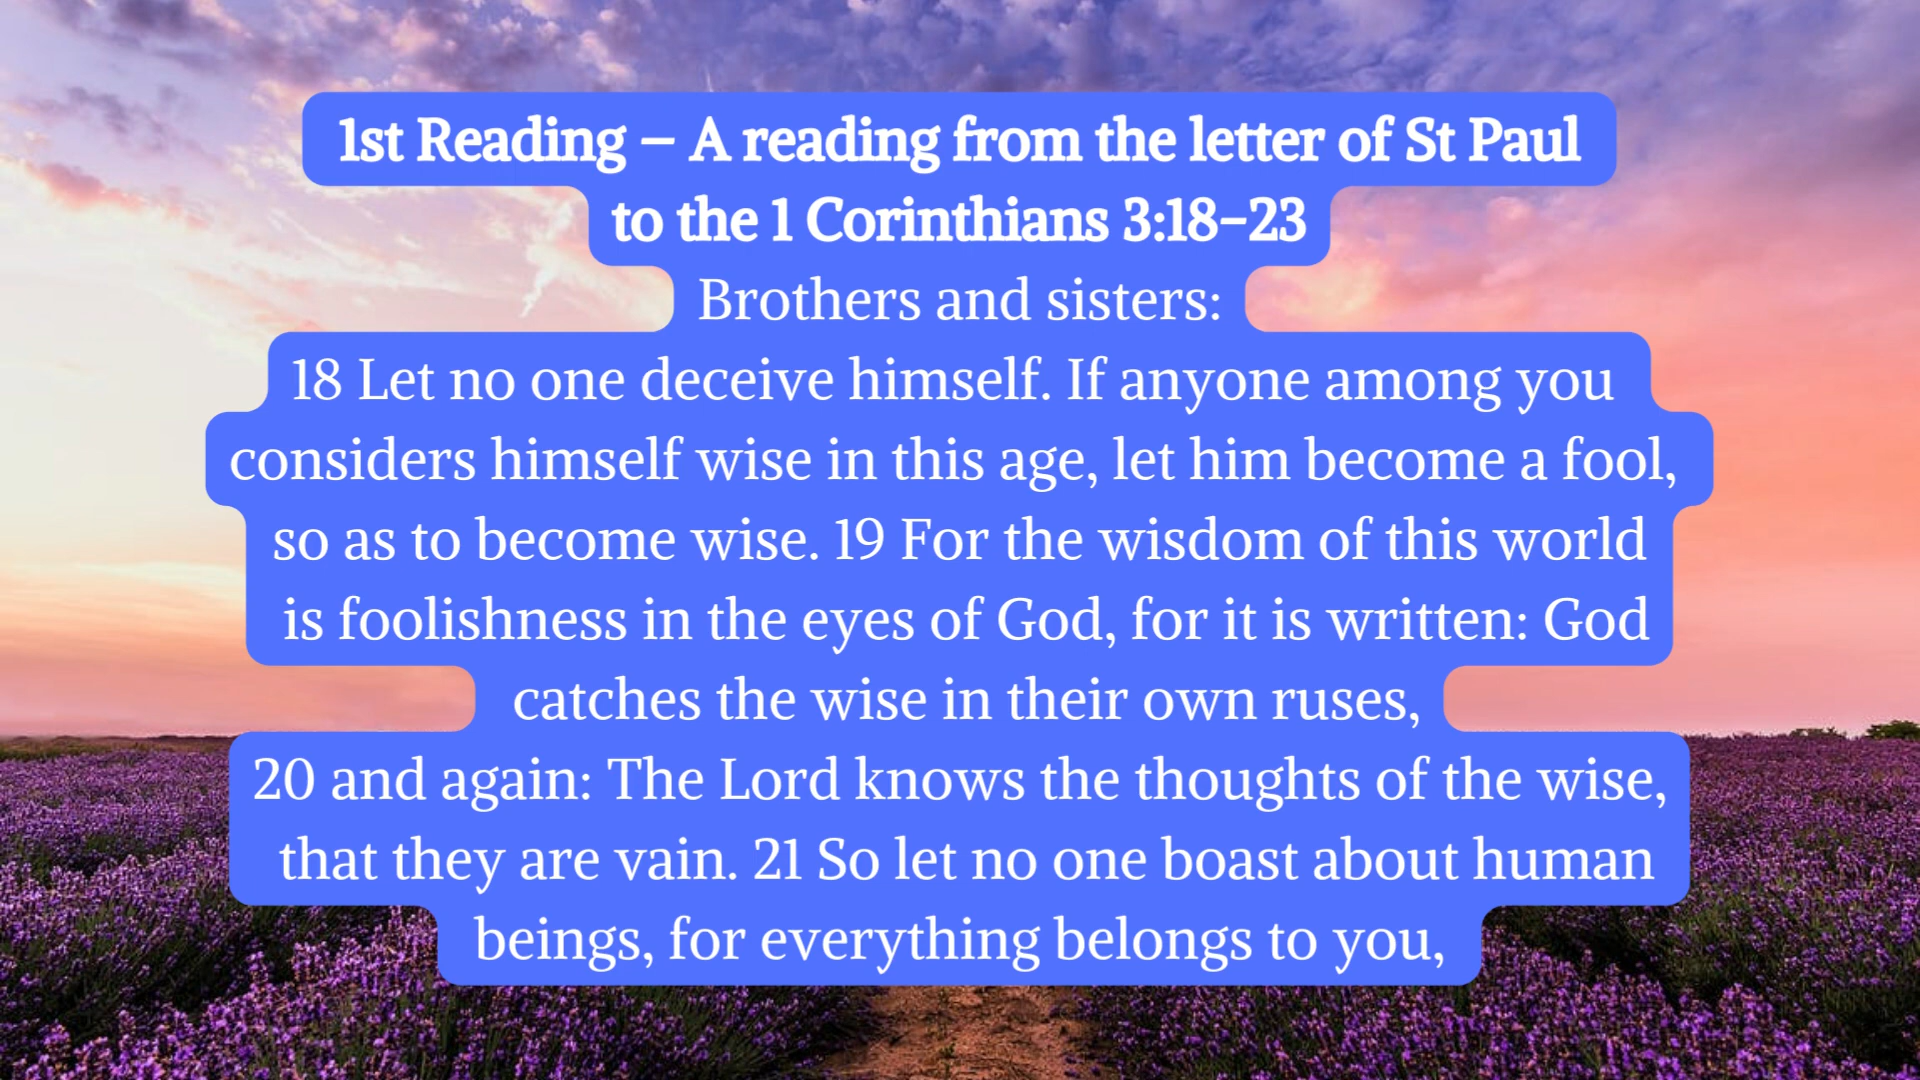 1st Reading – A reading from the letter of St Paul
to the 1 Corinthians 3:18–23
Brothers and sisters:
18 Let no one deceive himself. If anyone among you
considers himself wise in this age, let him become a fool,
so as to become wise. 19 For the wisdom of this world
is foolishness in the eyes of God, for it is written: God
catches the wise in their own ruses,
20 and again: The Lord knows the thoughts of the wise,
that they are vain. 21 So let no one boast about human
beings, for everything belongs to you,